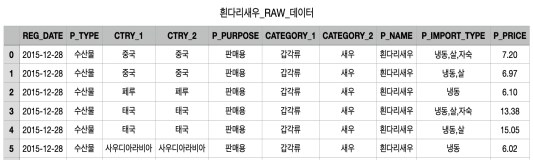 흰다리새우_RAW_데이터
REG_DATE P_TYPE CTRY_1 CTRY_2 P_PURPOSE CATEGORY_1 CATEGORY_2 P_NAME P_IMPORT_TYPE P_PRICE
0 2015-12-28 수산물 중국 중국 판매용 갑각류 새우 흰다리새우 냉동,살,자숙 7.20
1 2015-12-28 수산물 중국 중국 판매용 갑각류 새우 흰다리새우 냉동,살 6.97
2 2015-12-28 수산물 페루 페루 판매용 갑각류 새우 흰다리새우 냉동 6.10
3 2015-12-28 수산물 태국 태국 판매용 갑각류 새우 흰다리새우 냉동,살,자숙 13.38
4 2015-12-28 수산물 태국 태국 판매용 갑각류 새우 흰다리새우 냉동,살 15.05
5 2015-12-28 수산물 사우디아라비아 사우디아라비아 판매용 갑각류 새우 흰다리새우 냉동 6.02